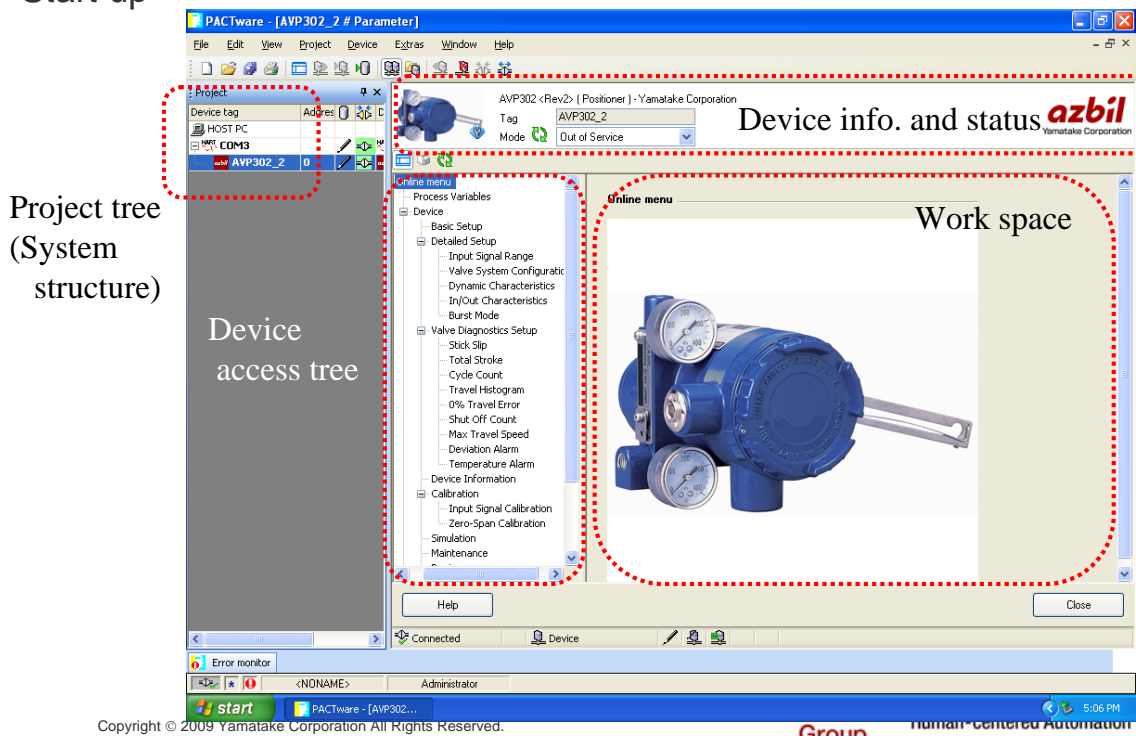 Start up
PACTware - [AVP302_2 # Parameter]
File Edit View Project Device Extras Window Help
Project
Device tag Addres
HOST PC
HART COM3
azbil AVP302_2 0
AVP302 <Rev2> ( Positioner ) - Yamatake Corporation
Tag AVP302_2
Mode Out of Service
Device info. and status
azbil
Yamatake Corporation
Project tree
(System
structure)
Device
access tree
Online menu
Process Variables
Device
Basic Setup
Detailed Setup
Input Signal Range
Valve System Configuratic
Dynamic Characteristics
In/Out Characteristics
Burst Mode
Valve Diagnostics Setup
Stick Slip
Total Stroke
Cycle Count
Travel Histogram
0% Travel Error
Shut Off Count
Max Travel Speed
Deviation Alarm
Temperature Alarm
Device Information
Calibration
Input Signal Calibration
Zero-Span Calibration
Simulation
Maintenance
Online menu
Work space
Help
Close
Connected
Device
Error monitor
<NONAME>
Administrator
start
PACTware - [AVP302...
5:06 PM
Copyright © 2009 Yamatake Corporation All Rights Reserved.
Group
Human-centered Automation